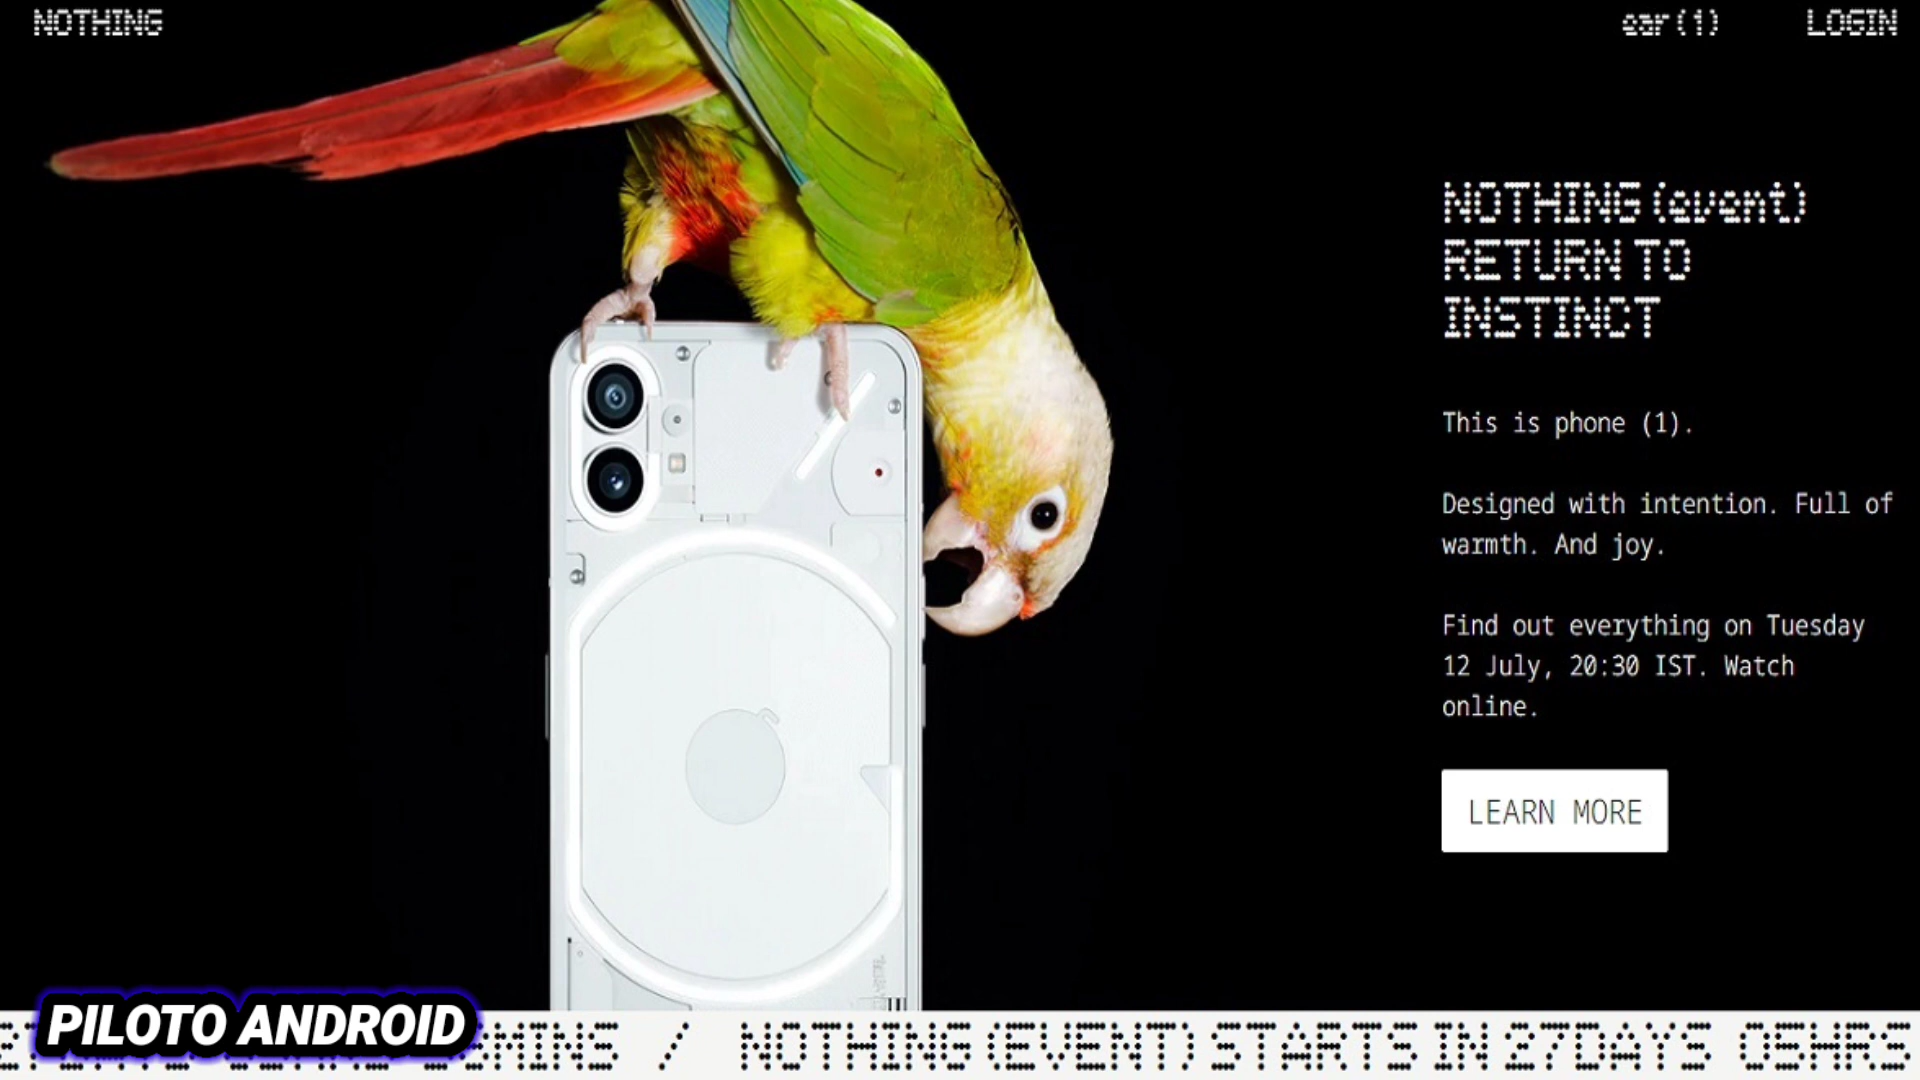 NOTHING
ear (1)
LOGIN
NOTHING (event)
RETURN TO
INSTINCT
This is phone (1).
Designed with intention. Full of
warmth. And joy.
Find out everything on Tuesday
12 July, 20:30 IST. Watch
online.
LEARN MORE
PILOTO ANDROID
MINS / NOTHING (EVENT) STARTS IN 27DAYS 05HRS